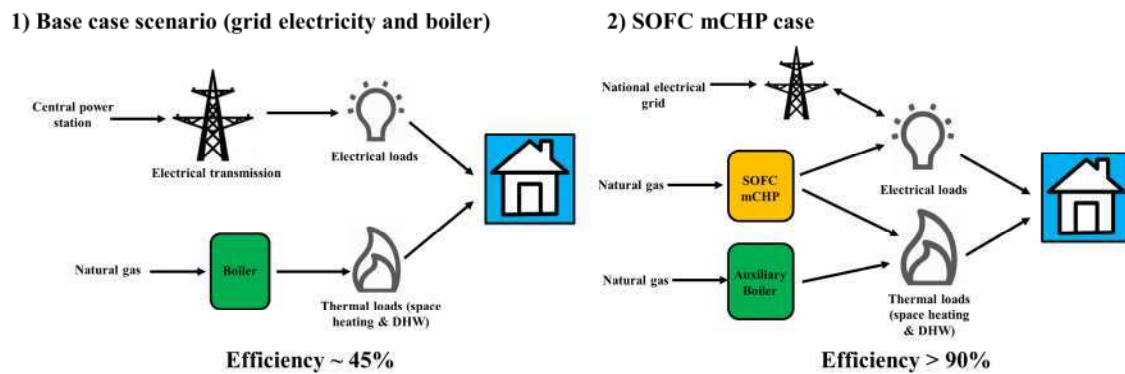 1) Base case scenario (grid electricity and boiler)
Central power
station
Electrical transmission
Electrical loads
Natural gas
Boiler
Thermal loads (space
heating & DHW)
Efficiency ~ 45%
2) SOFC mCHP case
National electrical
grid
Electrical loads
Natural gas
SOFC
mCHP
Natural gas
Auxiliary
Boiler
Thermal loads
(space heating
& DHW)
Efficiency > 90%